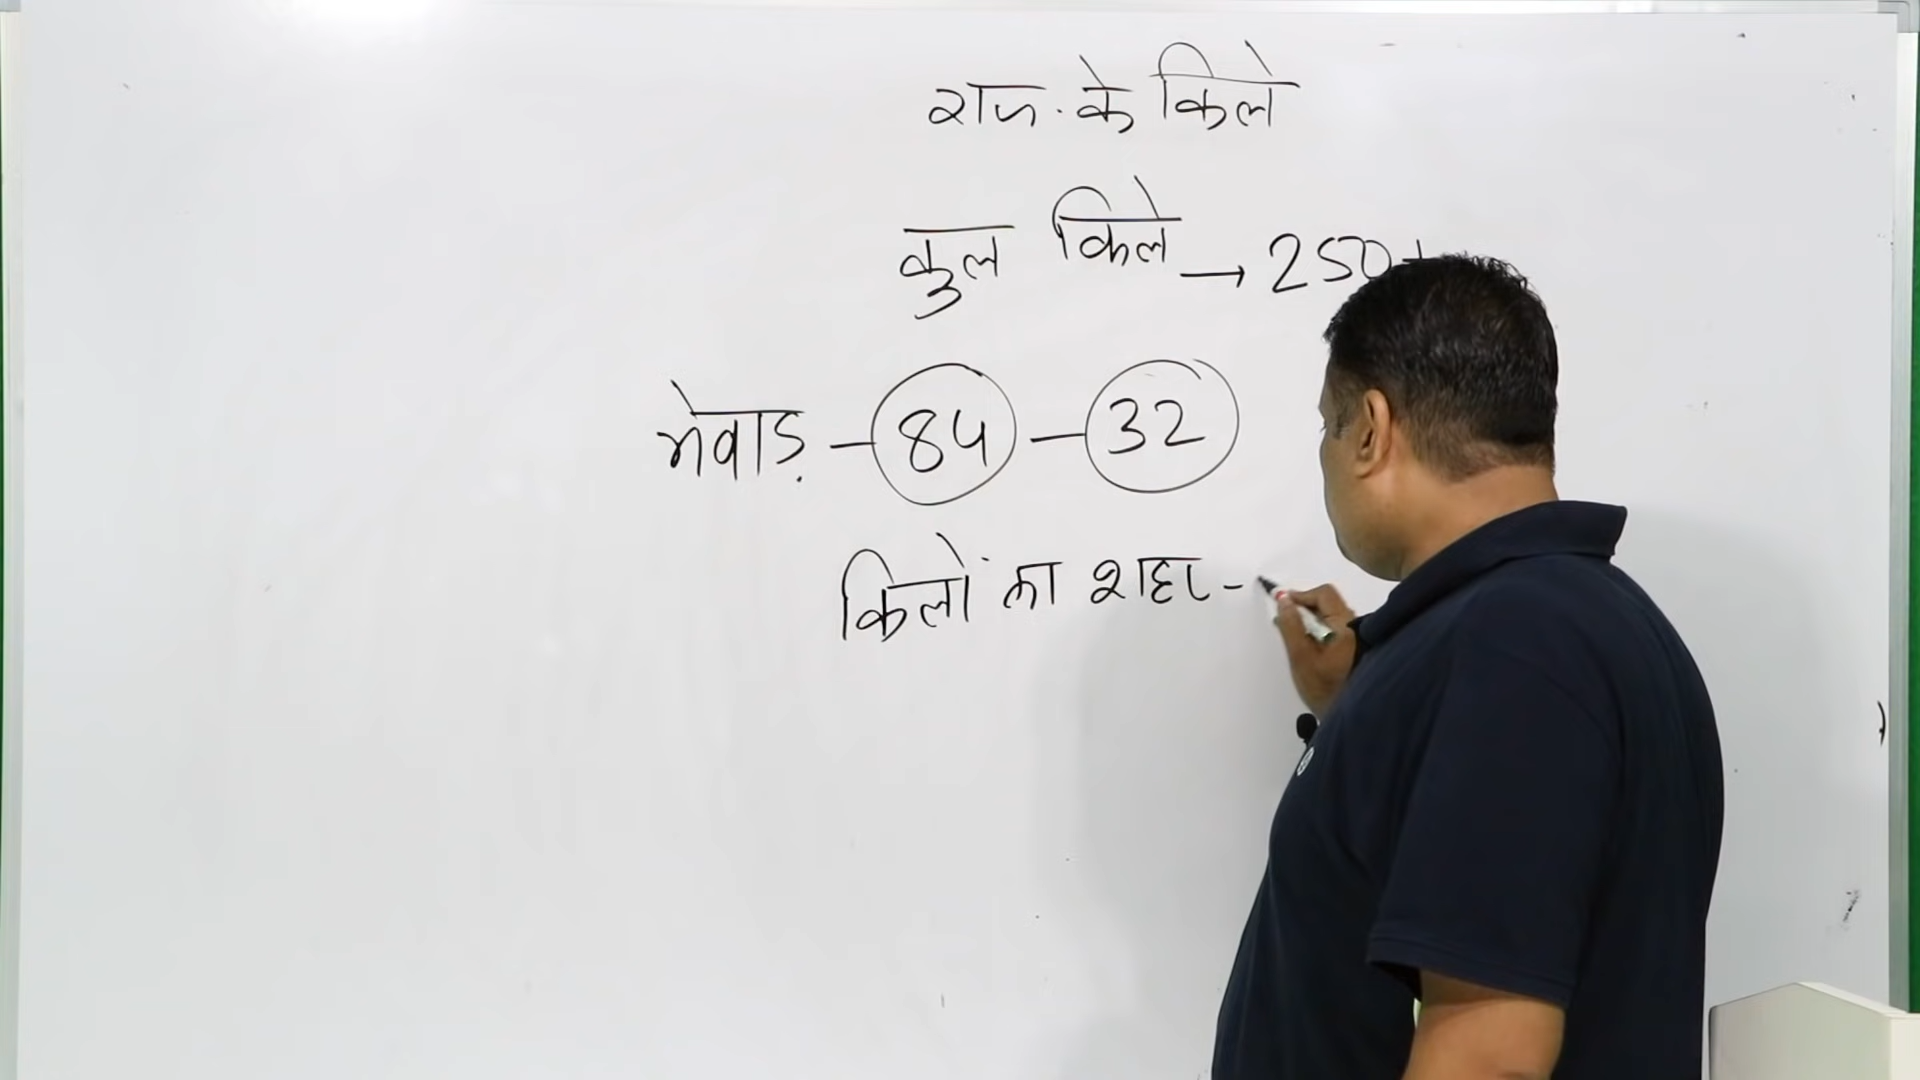 राज. के किले
कुल किले → 250+
मेवाड़ - 84 - 32
किलों का शहर -